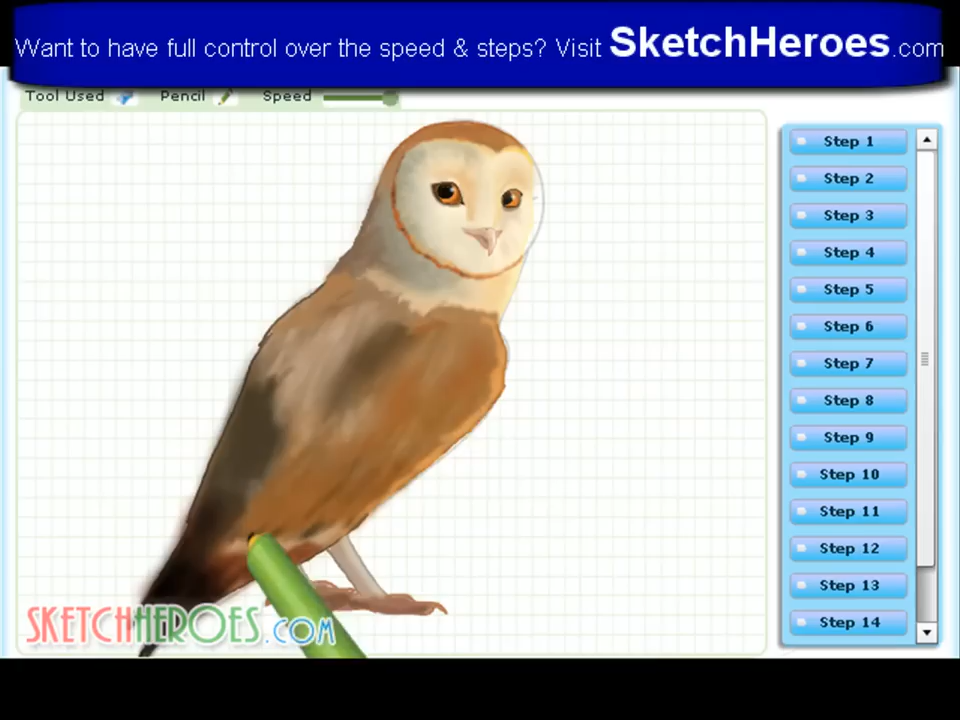 Want to have full control over the speed & steps? Visit SketchHeroes.com
Tool Used Pencil Speed
Step 1
Step 2
Step 3
Step 4
Step 5
Step 6
Step 7
Step 8
Step 9
Step 10
Step 11
Step 12
Step 13
Step 14
SKETCHHEROES.COM